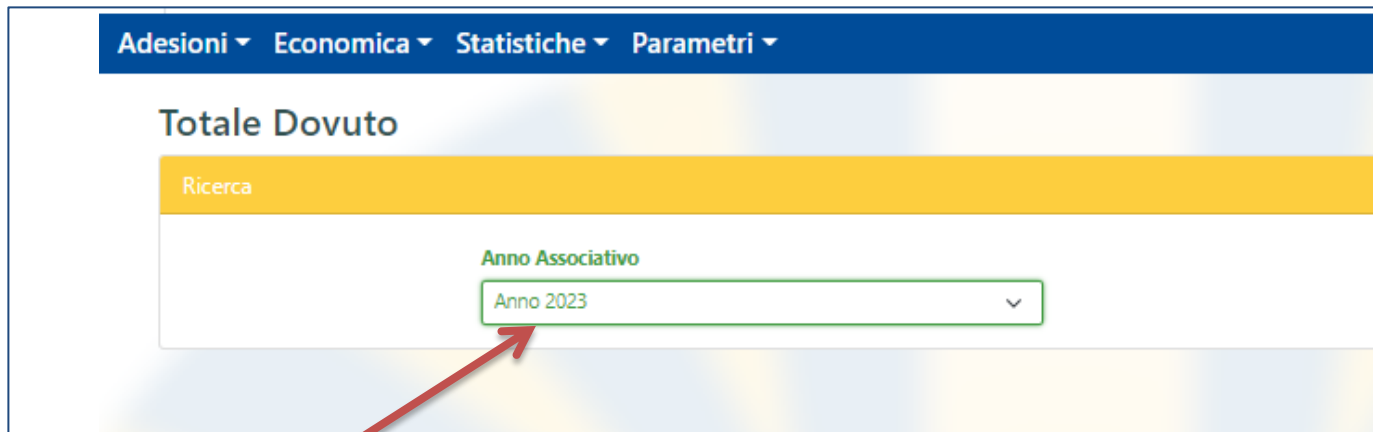 Adesioni Economica Statistiche Parametri
Totale Dovuto
Ricerca
Anno Associativo
Anno 2023